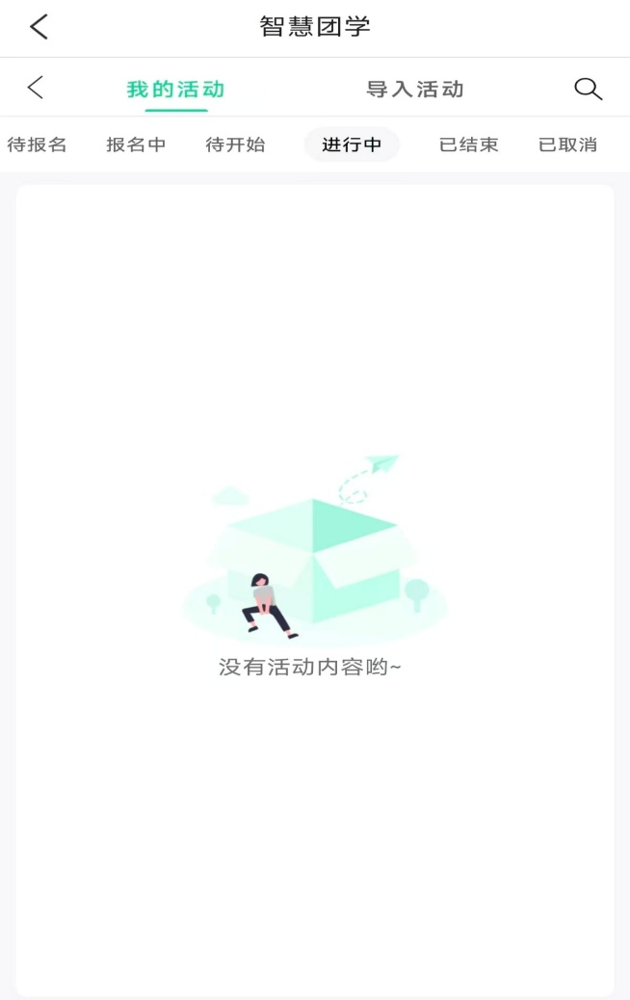 智慧团学
我的活动 导入活动
待报名 报名中 待开始 进行中 已结束 已取消
没有活动内容哟~